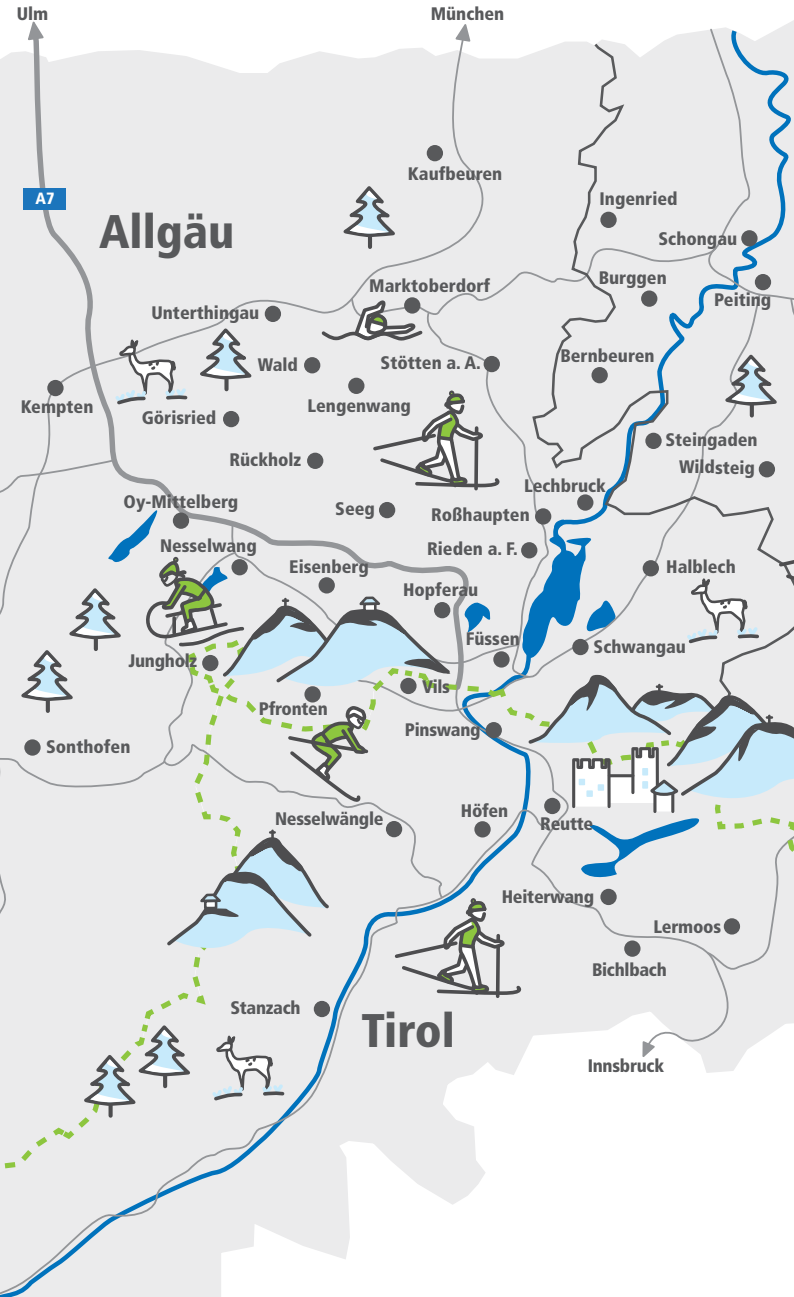 Ulm
München
Kaufbeuren
A7
Ingenried
Allgäu
Schongau
Burggen
Marktoberdorf
Peiting
Unterthingau
Bernbeuren
Wald
Stötten a. A.
Kempten
Lengenwang
Görisried
Steingaden
Rückholz
Wildsteig
Lechbruck
Oy-Mittelberg
Seeg
Roßhaupten
Nesselwang
Rieden a. F.
Eisenberg
Halblech
Hopferau
Füssen
Schwangau
Jungholz
Vils
Pfronten
Pinswang
Sonthofen
Höfen
Nesselwängle
Reutte
Heiterwang
Lermoos
Bichlbach
Stanzach
Tirol
Innsbruck